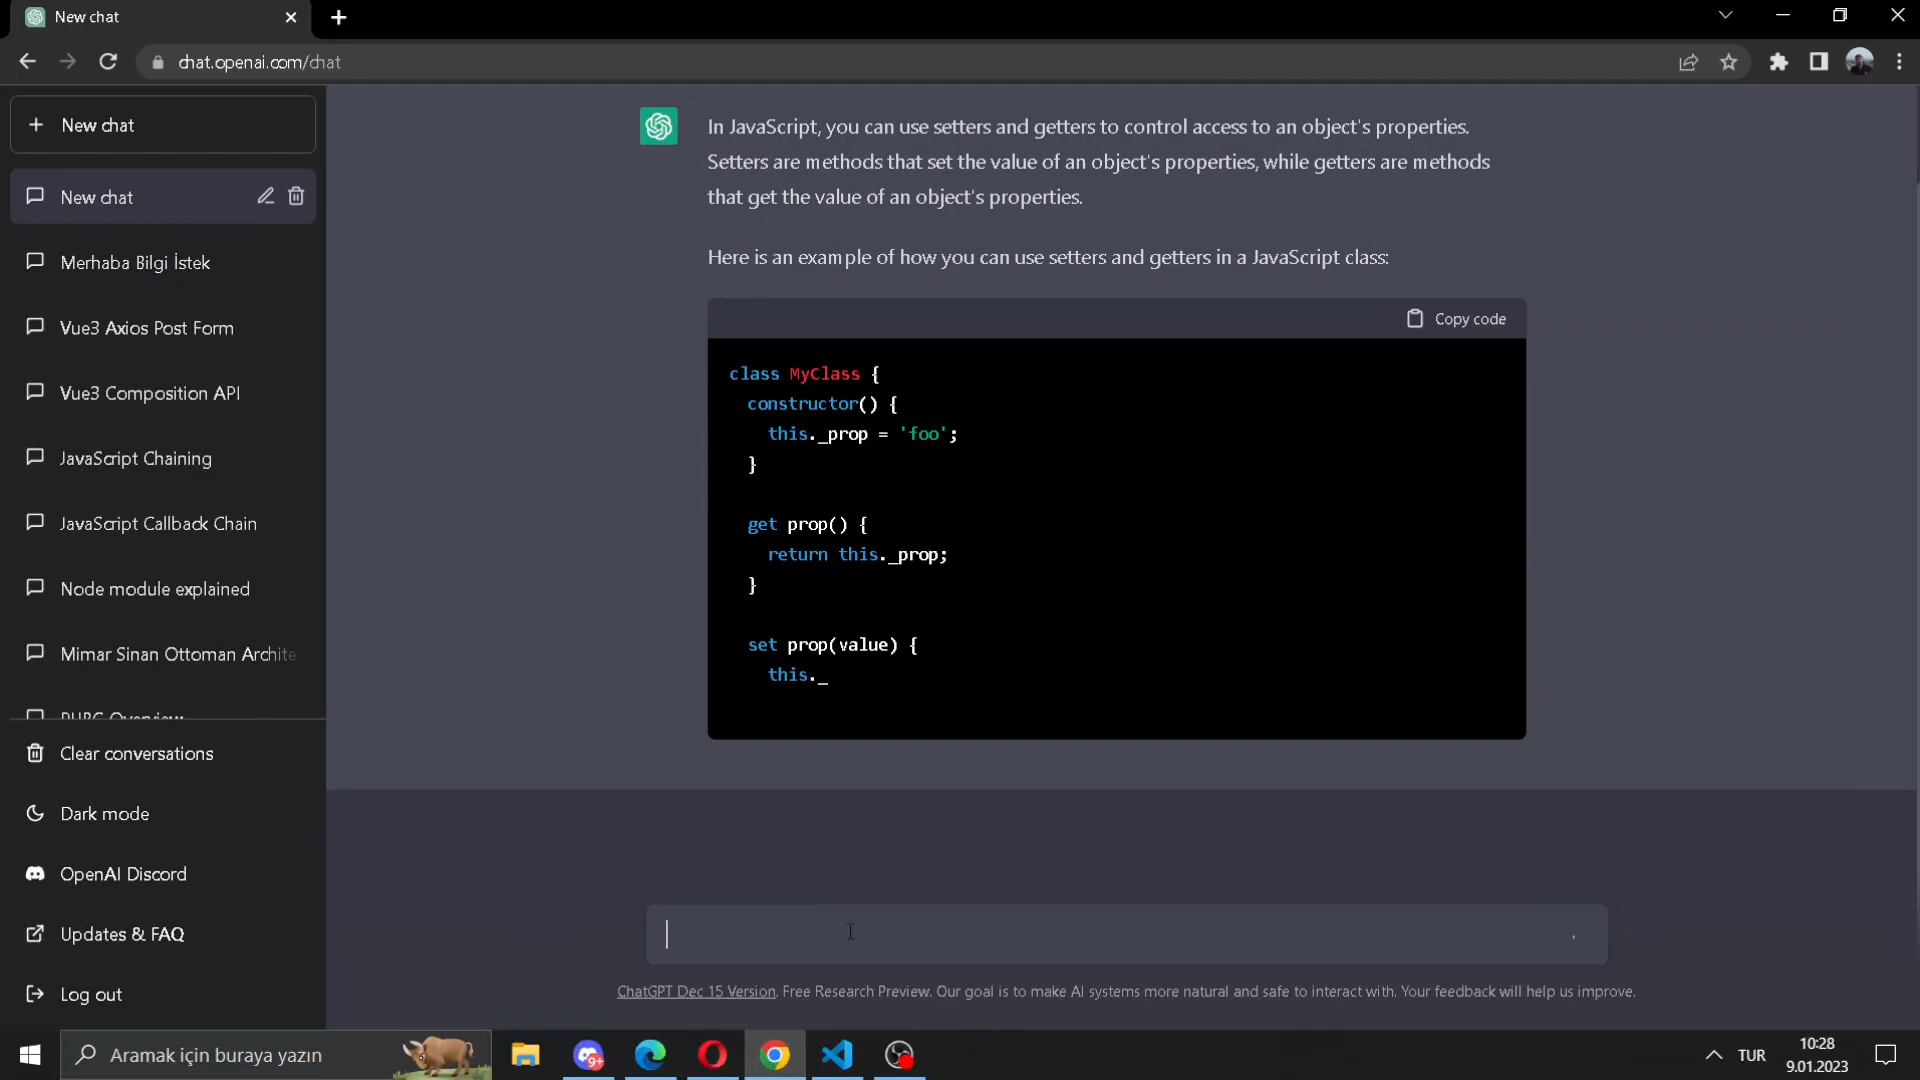 New chat
chat.openai.com/chat
New chat
New chat
Merhaba Bilgi İstek
Vue3 Axios Post Form
Vue3 Composition API
JavaScript Chaining
JavaScript Callback Chain
Node module explained
Mimar Sinan Ottoman Archite
PUBG Overview
Clear conversations
Dark mode
OpenAI Discord
Updates & FAQ
Log out
In JavaScript, you can use setters and getters to control access to an object's properties.
Setters are methods that set the value of an object's properties, while getters are methods
that get the value of an object's properties.
Here is an example of how you can use setters and getters in a JavaScript class:
Copy code
class MyClass {
constructor() {
this._prop = 'foo';
}
get prop() {
return this._prop;
}
set prop(value) {
this._
ChatGPT Dec 15 Version. Free Research Preview. Our goal is to make AI systems more natural and safe to interact with. Your feedback will help us improve.
Aramak için buraya yazın
9+
TUR
10:28
9.01.2023